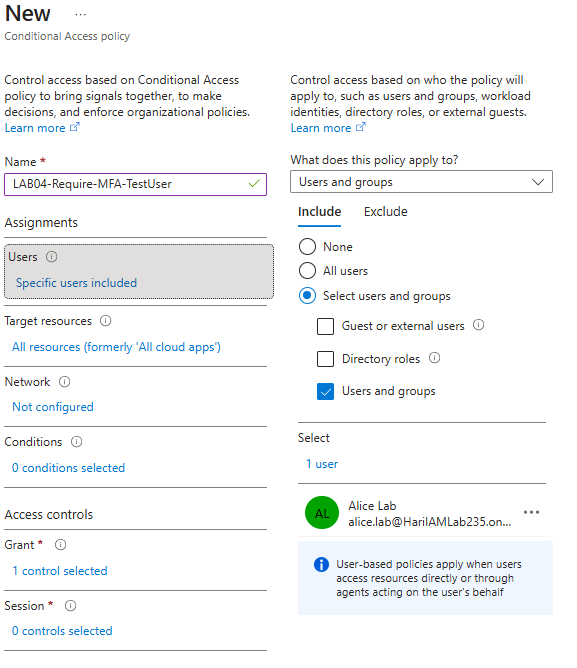 New ...
Conditional Access policy
Control access based on Conditional Access
policy to bring signals together, to make
decisions, and enforce organizational policies.
Learn more
Name *
LAB04-Require-MFA-TestUser
Assignments
Users
Specific users included
Target resources
All resources (formerly 'All cloud apps')
Network
Not configured
Conditions
0 conditions selected
Access controls
Grant *
1 control selected
Session *
0 controls selected
Control access based on who the policy will
apply to, such as users and groups, workload
identities, directory roles, or external guests.
Learn more
What does this policy apply to?
Users and groups
Include Exclude
None
All users
Select users and groups
Guest or external users
Directory roles
Users and groups
Select
1 user
AL
Alice Lab
alice.lab@HariIAMLab235.on...
User-based policies apply when users
access resources directly or through
agents acting on the user's behalf